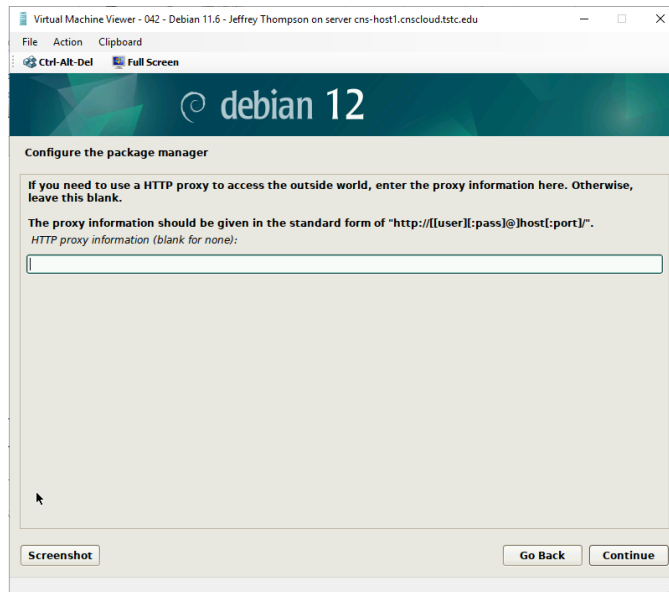 Virtual Machine Viewer - 042 - Debian 11.6 - Jeffrey Thompson on server cns-host1.cnscloud.tstc.edu
File Action Clipboard
Ctrl-Alt-Del Full Screen
debian 12
Configure the package manager
If you need to use a HTTP proxy to access the outside world, enter the proxy information here. Otherwise,
leave this blank.
The proxy information should be given in the standard form of "http://[[user][:pass]@]host[:port]/".
HTTP proxy information (blank for none):
Screenshot Go Back Continue